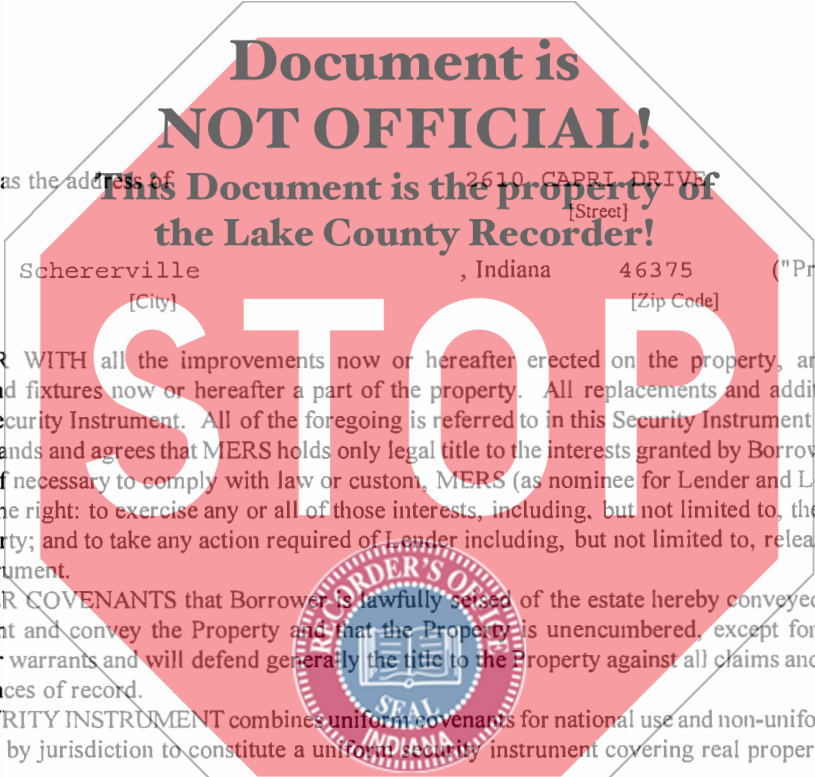 Document is
NOT OFFICIAL!
as the address of 2610 CAPRI DRIVE
This Document is the property of
[Street]
the Lake County Recorder!
Schererville , Indiana 46375 ("Pr
[City] [Zip Code]
STOP
R WITH all the improvements now or hereafter erected on the property, an
d fixtures now or hereafter a part of the property. All replacements and addit
ecurity Instrument. All of the foregoing is referred to in this Security Instrument
ands and agrees that MERS holds only legal title to the interests granted by Borrow
f necessary to comply with law or custom, MERS (as nominee for Lender and L
e right: to exercise any or all of those interests, including, but not limited to, the
rty; and to take any action required of Lender including, but not limited to, relea
ument.
R COVENANTS that Borrower is lawfully seised of the estate hereby conveyed
nt and convey the Property and that the Property is unencumbered, except for
r warrants and will defend generally the title to the Property against all claims and
ces of record.
RITY INSTRUMENT combines uniform covenants for national use and non-unifo
by jurisdiction to constitute a uniform security instrument covering real proper
RECORDER'S OFFICE
SEAL
INDIANA